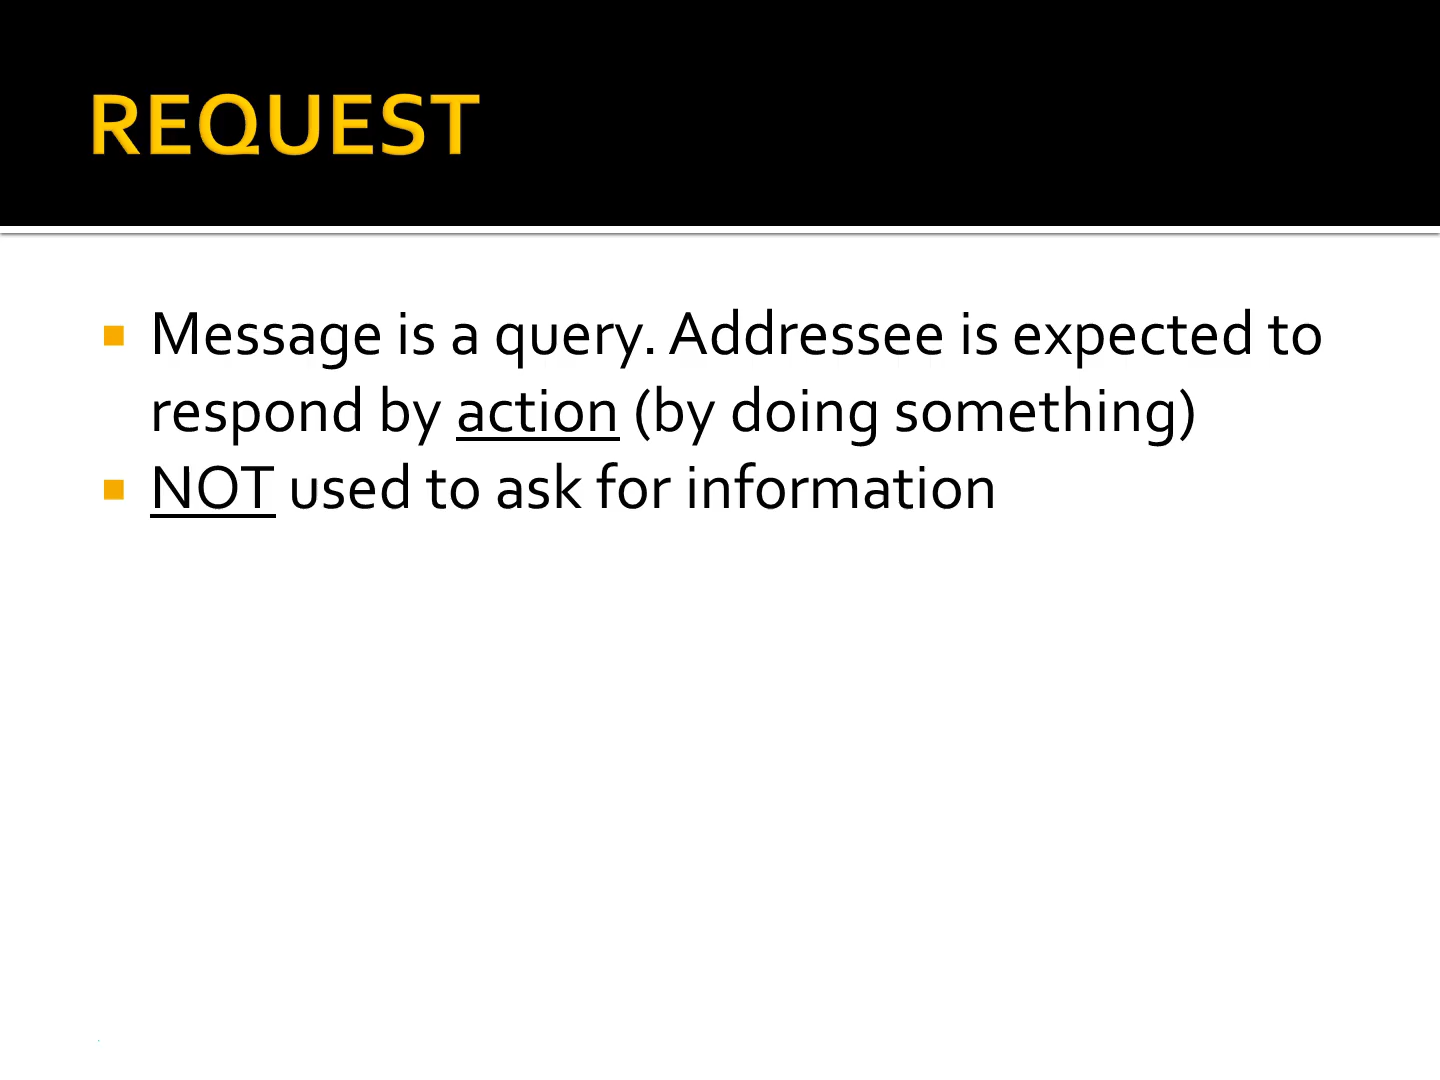 REQUEST
Message is a query. Addressee is expected to
respond by action (by doing something)
NOT used to ask for information